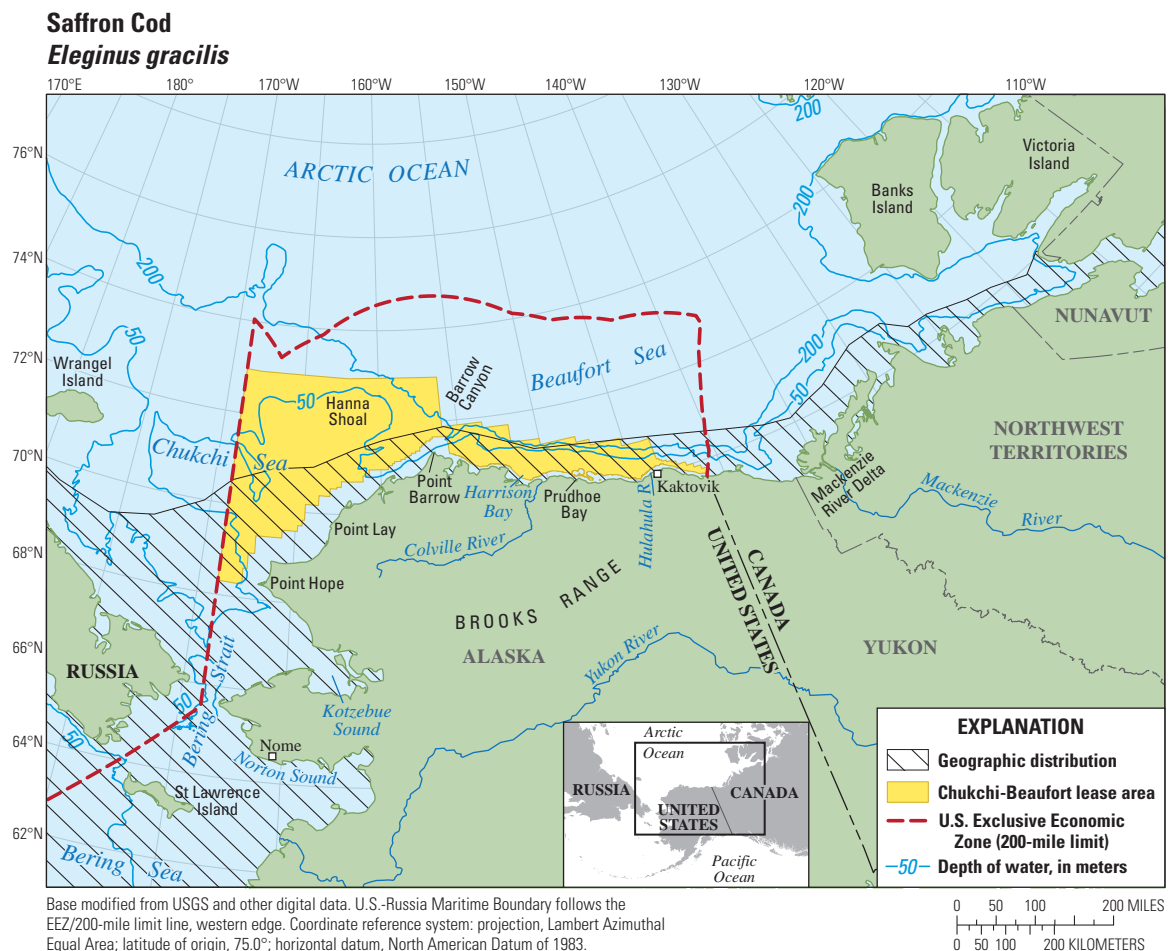 Saffron Cod
Eleginus gracilis
170°E
180°
170°W
160°W
150°W
140°W
130°W
120°W
110°W
76°N
74°N
72°N
70°N
68°N
66°N
64°N
62°N
200
ARCTIC OCEAN
Victoria
Island
Banks
Island
200
200
50
NUNAVUT
Wrangel
Island
Beaufort Sea
Barrow
Canyon
200
50
50
Hanna
Shoal
Chukchi Sea
NORTHWEST
TERRITORIES
Point
Barrow
Harrison
Bay
Prudhoe
Bay
Hulahula R.
Kaktovik
Mackenzie
River Delta
Mackenzie River
Point Lay
Colville River
Point Hope
BROOKS RANGE
CANADA
UNITED STATES
ALASKA
Yukon River
YUKON
RUSSIA
Bering Strait
50
50
Kotzebue
Sound
Nome
Norton Sound
St Lawrence
Island
Bering Sea
Arctic
Ocean
RUSSIA
CANADA
UNITED
STATES
Pacific
Ocean
EXPLANATION
Geographic distribution
Chukchi-Beaufort lease area
U.S. Exclusive Economic
Zone (200-mile limit)
50
Depth of water, in meters
Base modified from USGS and other digital data. U.S.-Russia Maritime Boundary follows the
EEZ/200-mile limit line, western edge. Coordinate reference system: projection, Lambert Azimuthal
Equal Area; latitude of origin, 75.0°; horizontal datum, North American Datum of 1983.
0 50 100 200 MILES
0 50 100 200 KILOMETERS